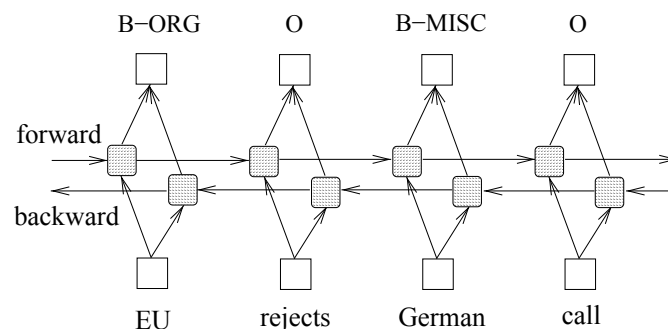 B−ORG O B−MISC O
forward
backward
EU rejects German call